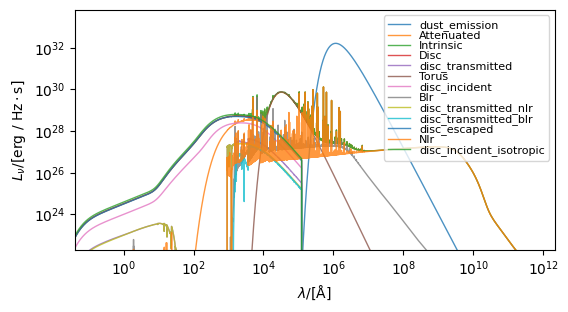 10^32
10^30
10^28
10^26
10^24
L_ν/[erg / Hz · s]
dust_emission
Attenuated
Intrinsic
Disc
disc_transmitted
Torus
disc_incident
Blr
disc_transmitted_nlr
disc_transmitted_blr
disc_escaped
Nlr
disc_incident_isotropic
10^0 10^2 10^4 10^6 10^8 10^10 10^12
λ/[Å]